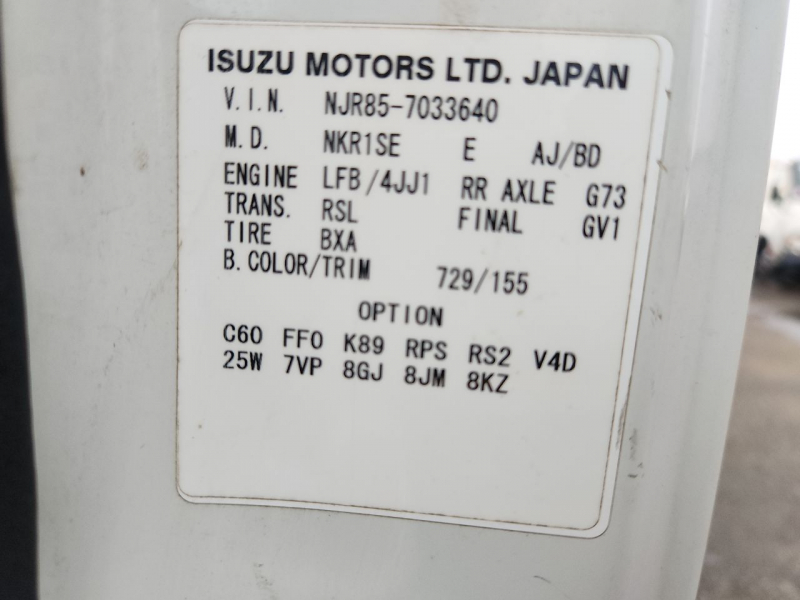 ISUZU MOTORS LTD. JAPAN
V.I.N. NJR85-7033640
M.D. NKR1SE E AJ/BD
ENGINE LFB/4JJ1 RR AXLE G73
TRANS. RSL FINAL GV1
TIRE BXA
B.COLOR/TRIM 729/155
OPTION
C60 FF0 K89 RPS RS2 V4D
25W 7VP 8GJ 8JM 8KZ